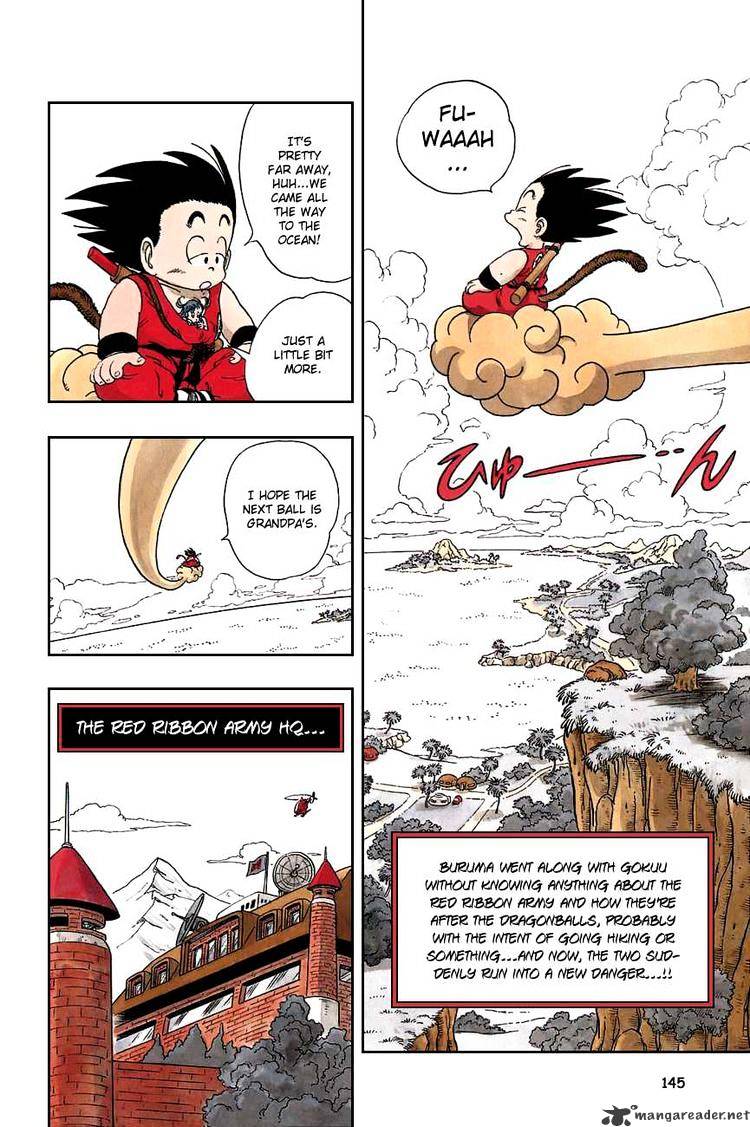 FU-
WAAAH
...
ひゅーーん
IT'S
PRETTY
FAR AWAY,
HUH...WE
CAME ALL
THE WAY
TO THE
OCEAN!
JUST A
LITTLE BIT
MORE.
I HOPE
THE NEXT
BALL IS
GRANDPA'S.
BURUMA WENT ALONG WITH GOKUU
WITHOUT KNOWING ANYTHING ABOUT THE
RED RIBBON ARMY AND HOW THEY'RE
AFTER THE DRAGONBALLS, PROBABLY
WITH THE INTENT OF GOING HIKING OR
SOMETHING...AND NOW, THE TWO SUD-
DENLY RUN INTO A NEW DANGER...!!
THE RED RIBBON ARMY HQ...
145
mangareader.net